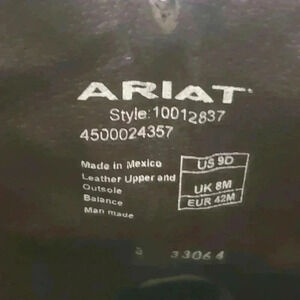 ARIAT
Style:10012837
4500024357
Made in Mexico
Leather Upper and
Outsole
Balance
Man made
US 9D
UK 8M
EUR 42M
33064